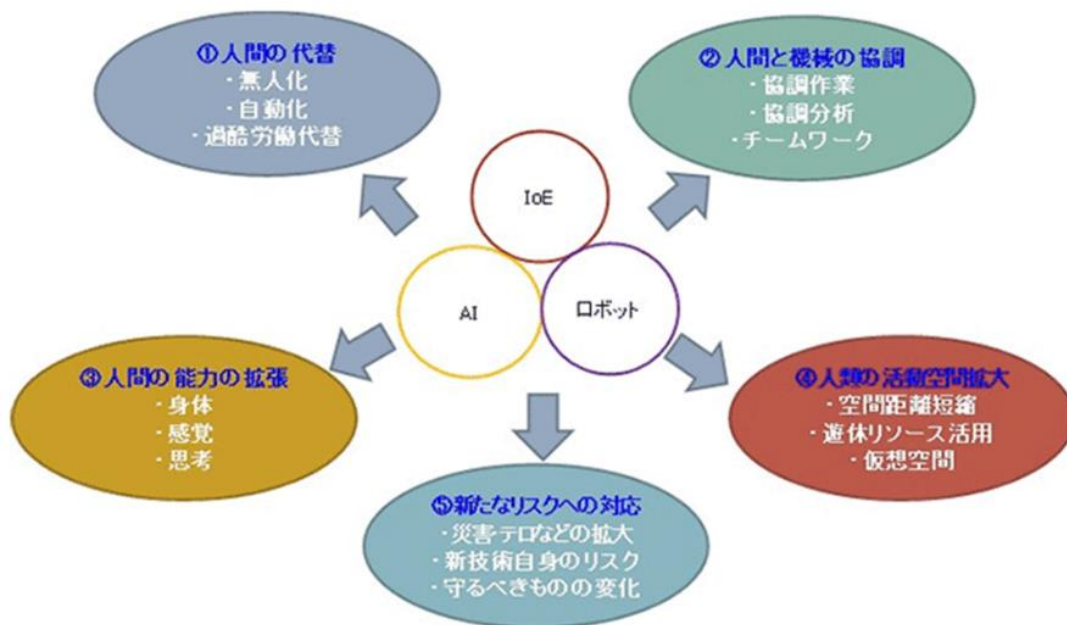 ①人間の代替
・無人化
・自動化
・過酷労働代替
②人間と機械の協調
・協調作業
・協調分析
・チームワーク
IoE
AI
ロボット
③人間の能力の拡張
・身体
・感覚
・思考
④人類の活動空間拡大
・空間距離短縮
・遊休リソース活用
・仮想空間
⑤新たなリスクへの対応
・災害・テロなどの拡大
・新技術自身のリスク
・守るべきものの変化